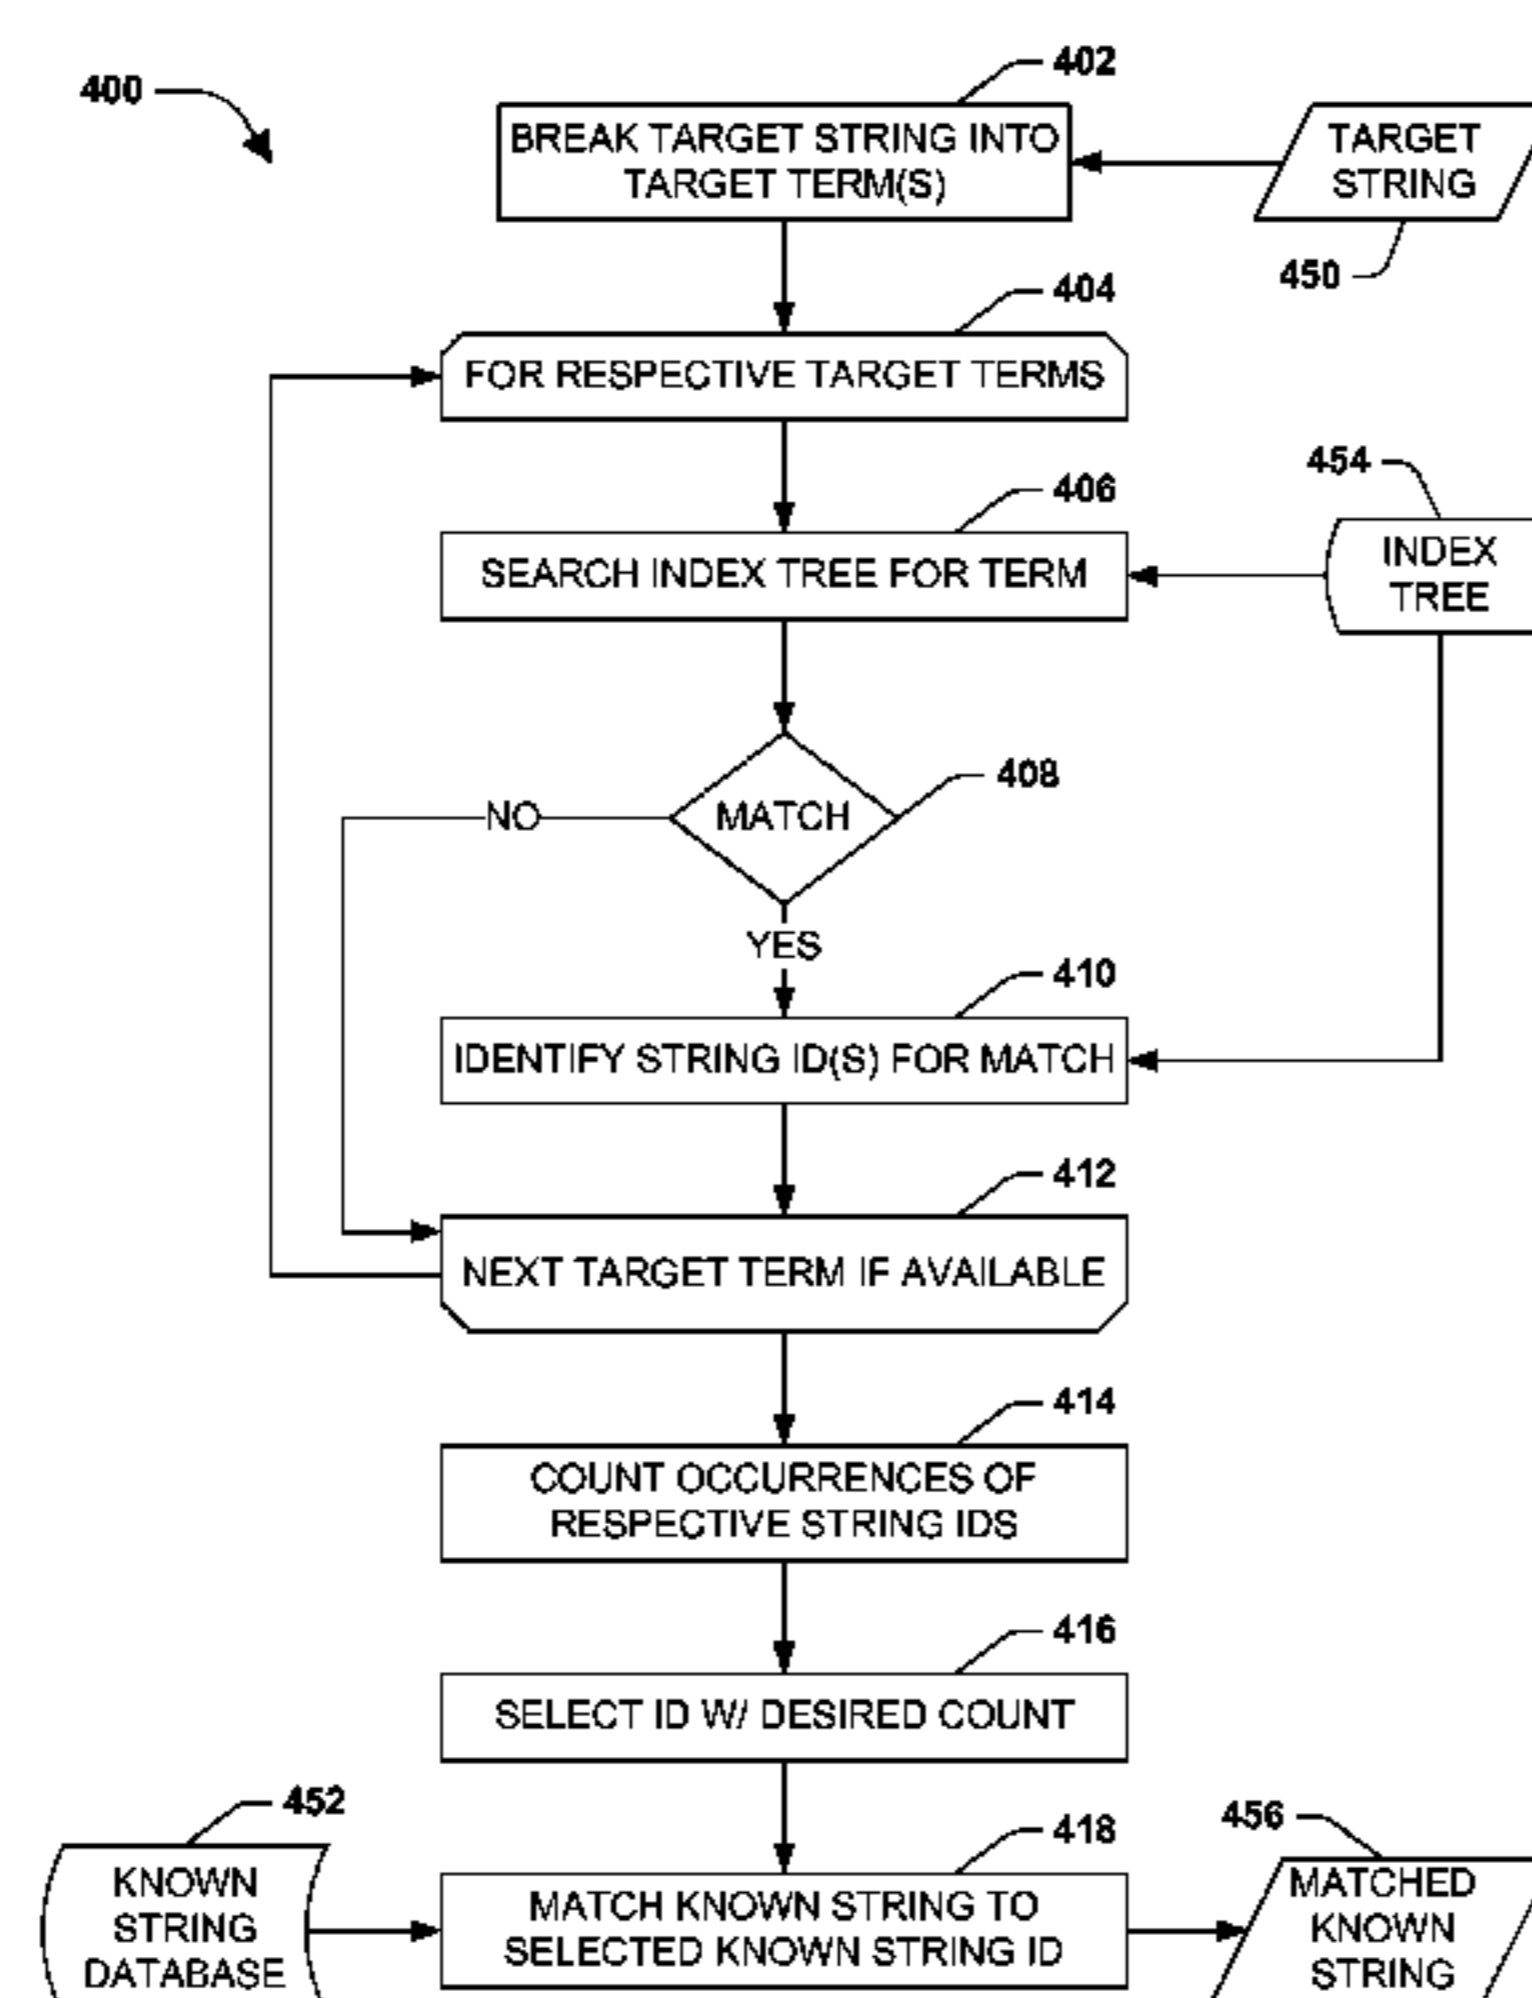 402
400
BREAK TARGET STRING INTO
TARGET TERM(S)
TARGET
STRING
450
404
FOR RESPECTIVE TARGET TERMS
454
406
SEARCH INDEX TREE FOR TERM
INDEX
TREE
408
NO
MATCH
YES
410
IDENTIFY STRING ID(S) FOR MATCH
412
NEXT TARGET TERM IF AVAILABLE
414
COUNT OCCURRENCES OF
RESPECTIVE STRING IDS
416
SELECT ID W/ DESIRED COUNT
452
418
456
KNOWN
STRING
DATABASE
MATCH KNOWN STRING TO
SELECTED KNOWN STRING ID
MATCHED
KNOWN
STRING